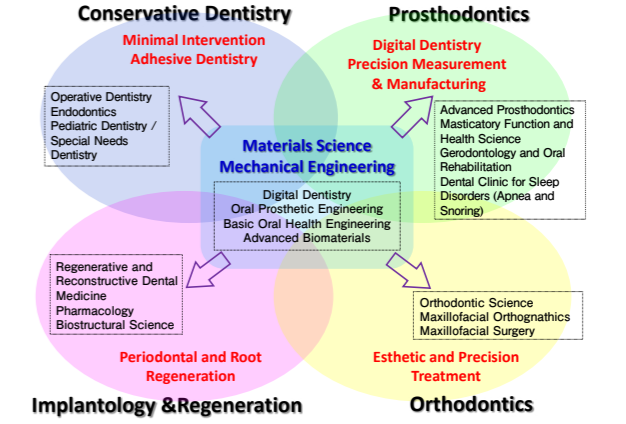 Conservative Dentistry
Minimal Intervention
Adhesive Dentistry
Operative Dentistry
Endodontics
Pediatric Dentistry /
Special Needs
Dentistry
Prosthodontics
Digital Dentistry
Precision Measurement
& Manufacturing
Advanced Prosthodontics
Masticatory Function and
Health Science
Gerodontology and Oral
Rehabilitation
Dental Clinic for Sleep
Disorders (Apnea and
Snoring)
Materials Science
Mechanical Engineering
Digital Dentistry
Oral Prosthetic Engineering
Basic Oral Health Engineering
Advanced Biomaterials
Regenerative and
Reconstructive Dental
Medicine
Pharmacology
Biostructural Science
Periodontal and Root
Regeneration
Implantology &Regeneration
Orthodontic Science
Maxillofacial Orthognathics
Maxillofacial Surgery
Esthetic and Precision
Treatment
Orthodontics